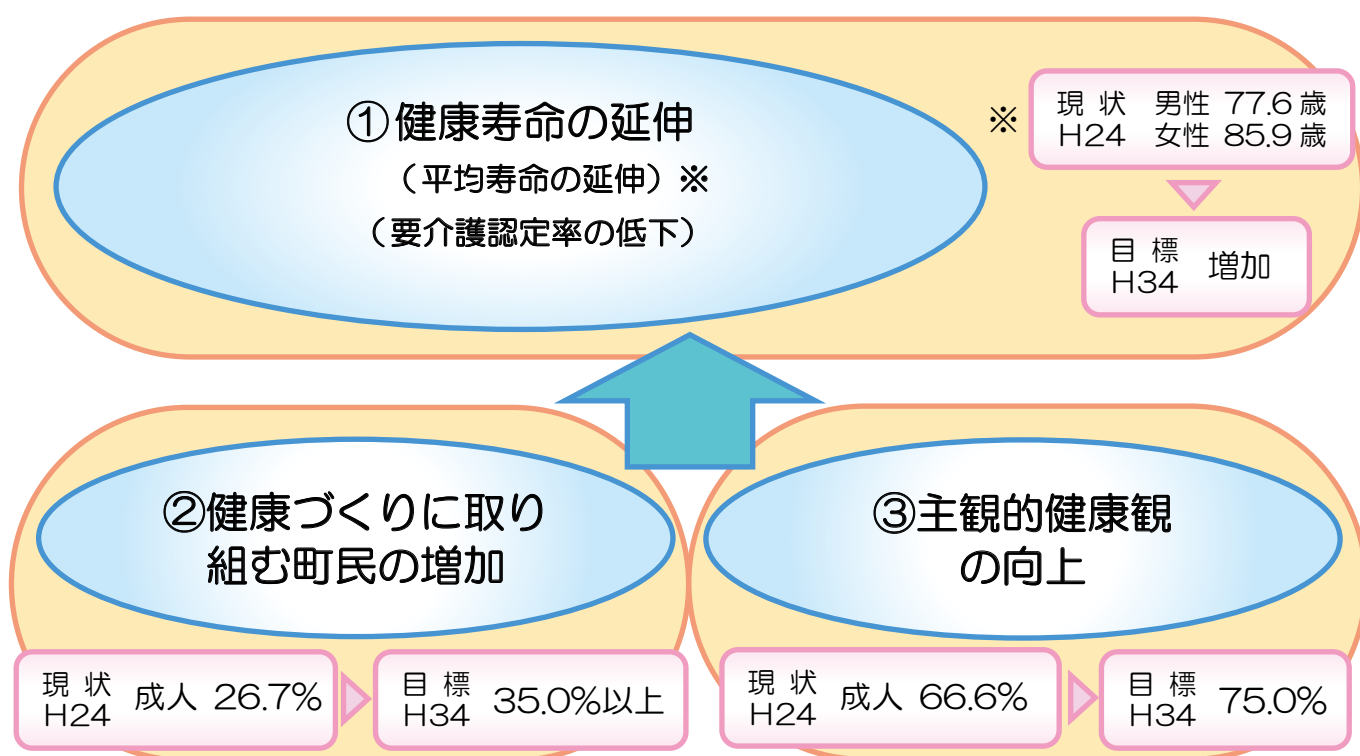 ①健康寿命の延伸
（平均寿命の延伸）※
（要介護認定率の低下）
※
現 状 男性 77.6歳
H24 女性 85.9歳
目 標
H34
増加
②健康づくりに取り
組む町民の増加
現 状
H24
成人 26.7%
目 標
H34
35.0%以上
③主観的健康観
の向上
現 状
H24
成人 66.6%
目 標
H34
75.0%